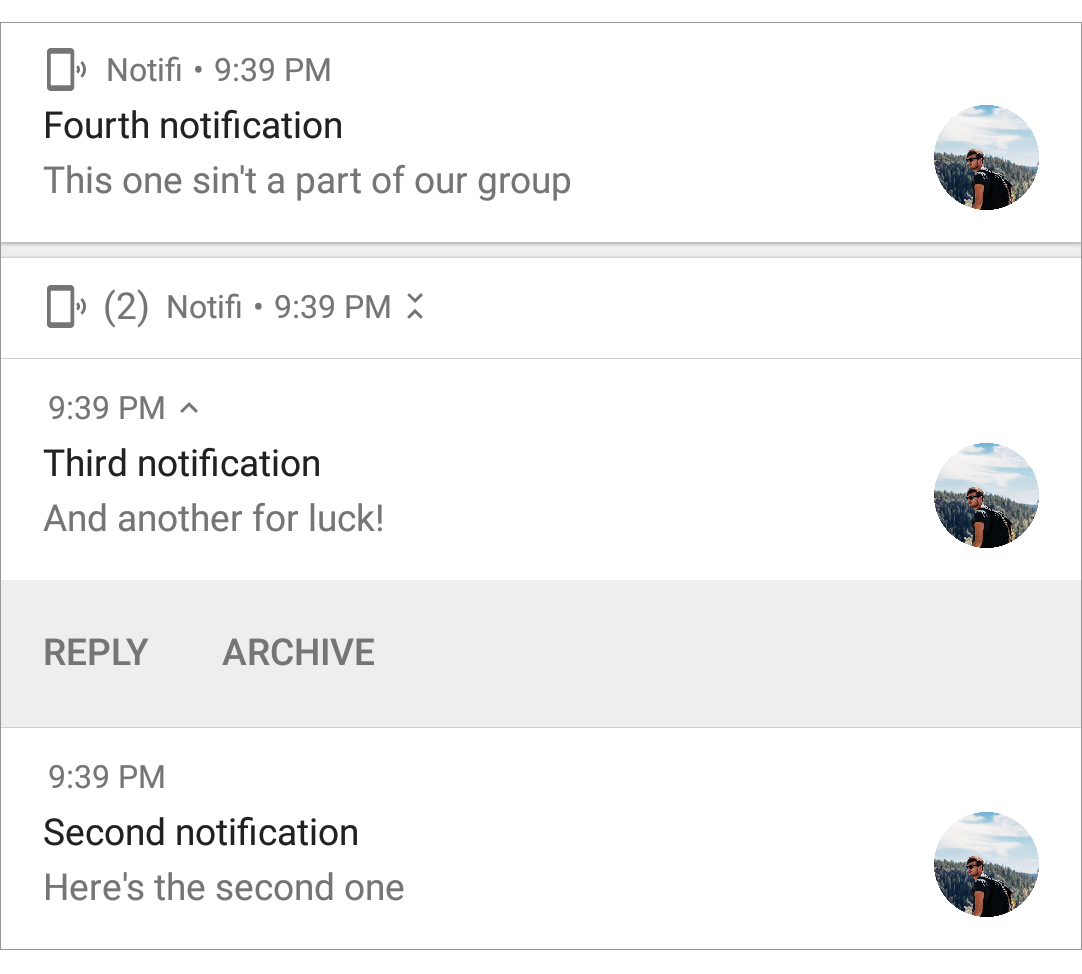 Notifi • 9:39 PM
Fourth notification
This one sin't a part of our group
(2) Notifi • 9:39 PM
9:39 PM
Third notification
And another for luck!
REPLY ARCHIVE
9:39 PM
Second notification
Here's the second one